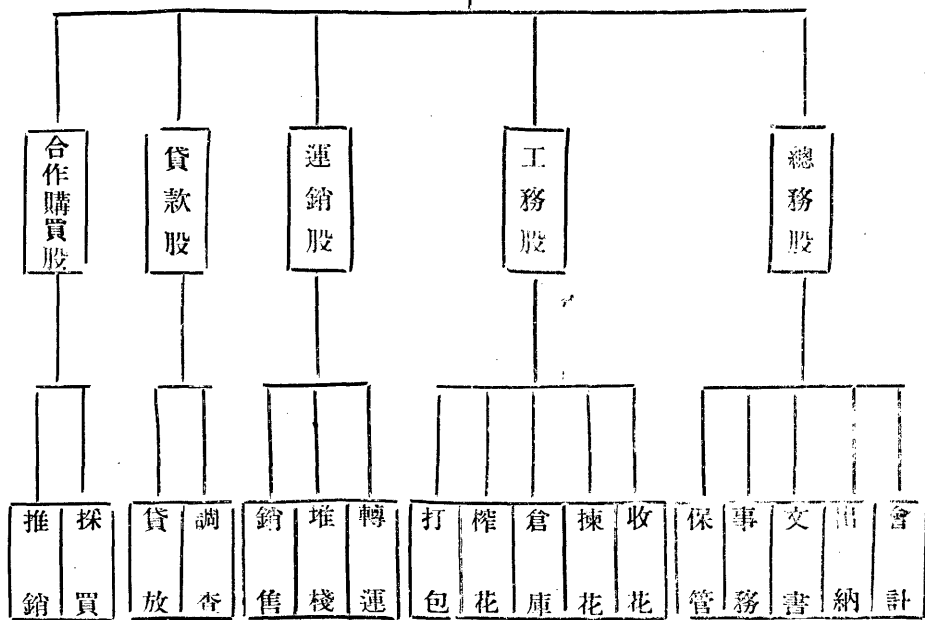 總務股
工務股
運銷股
貸款股
合作購買股
會計
出納
文書
事務
保管
收花
揀花
倉庫
榨花
打包
轉運
堆棧
銷售
調查
貸放
採買
推銷